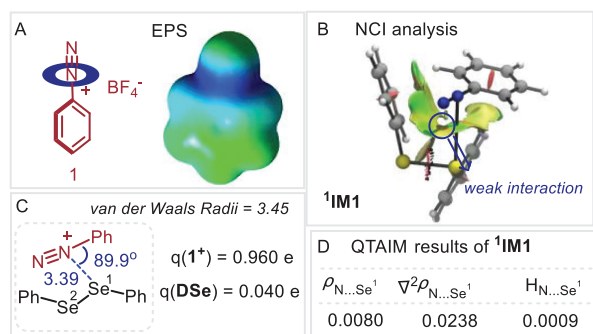 A
EPS
N
N
+
BF₄⁻
1
B
NCI analysis
¹IM1
weak interaction
C
van der Waals Radii = 3.45
+
N≡N
Ph
89.9°
3.39
1
Ph
Se
2
Se
Ph
q(1⁺) = 0.960 e
q(DSe) = 0.040 e
D
QTAIM results of ¹IM1
ρN...Se¹ ∇²ρN...Se¹ HN...Se¹
0.0080 0.0238 0.0009